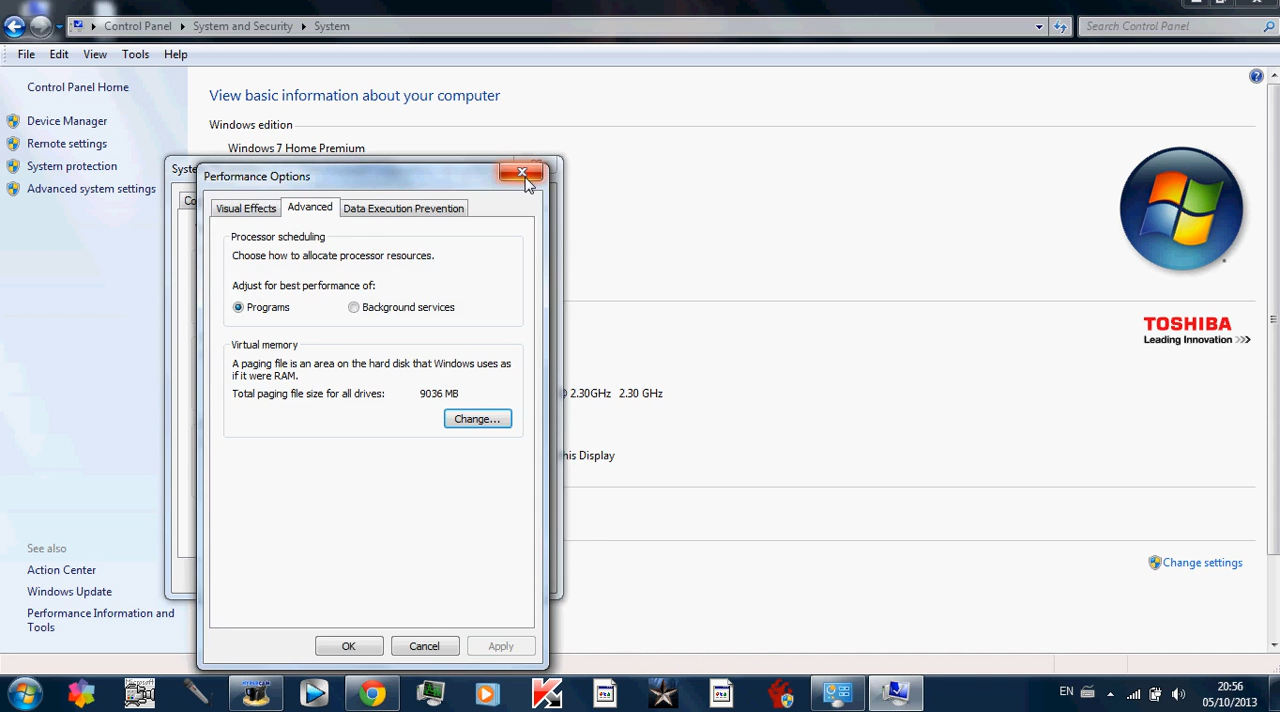 Control Panel
System and Security
System
Search Control Panel
File
Edit
View
Tools
Help
Control Panel Home
Device Manager
Remote settings
System protection
Advanced system settings
See also
Action Center
Windows Update
Performance Information and
Tools
View basic information about your computer
Windows edition
Windows 7 Home Premium
TOSHIBA
Leading Innovation >>>
2.30GHz 2.30 GHz
this Display
Change settings
Performance Options
Visual Effects
Advanced
Data Execution Prevention
Processor scheduling
Choose how to allocate processor resources.
Adjust for best performance of:
Programs
Background services
Virtual memory
A paging file is an area on the hard disk that Windows uses as
if it were RAM.
Total paging file size for all drives: 9036 MB
Change...
OK
Cancel
Apply
EN
20:56
05/10/2013